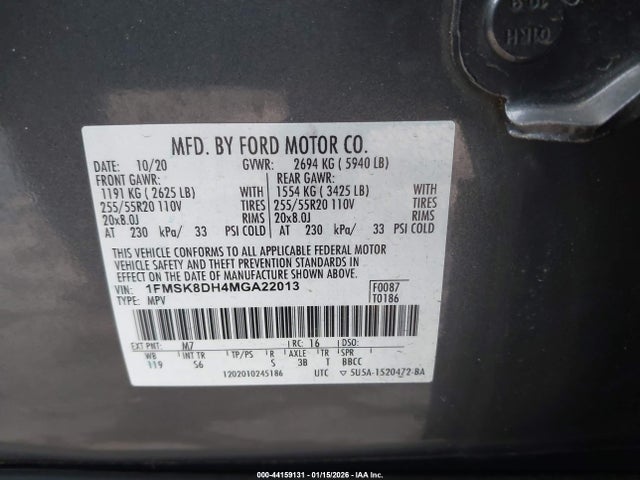 10 9
D1KH
MFD. BY FORD MOTOR CO.
10/20 GVWR: 2694 KG ( 5940 LB)
FRONT GAWR: REAR GAWR:
1191 KG ( 2625 LB) WITH 1554 KG ( 3425 LB) WITH
255/55R20 110V TIRES 255/55R20 110V TIRES
20x8.0J RIMS 20x8.0J RIMS
AT 230 kPa/ 33 PSI COLD AT 230 kPa/ 33 PSI COLD
THIS VEHICLE CONFORMS TO ALL APPLICABLE FEDERAL MOTOR
VEHICLE SAFETY AND THEFT PREVENTION STANDARDS IN
EFFECT ON THE DATE OF MANUFACTURE SHOWN ABOVE.
VIN: 1FMSK8DH4MGA22013 F0087
TYPE: MPV T0186
EXT PNT: M7 RC: 16 DSO:
WB INT TR TP/PS R AXLE TR SPR
119 S6 S 3B T BBCC
1202010245186 UTC ▽ 5U5A-1520472-BA
000-44159131 - 01/15/2026 - IAA Inc.